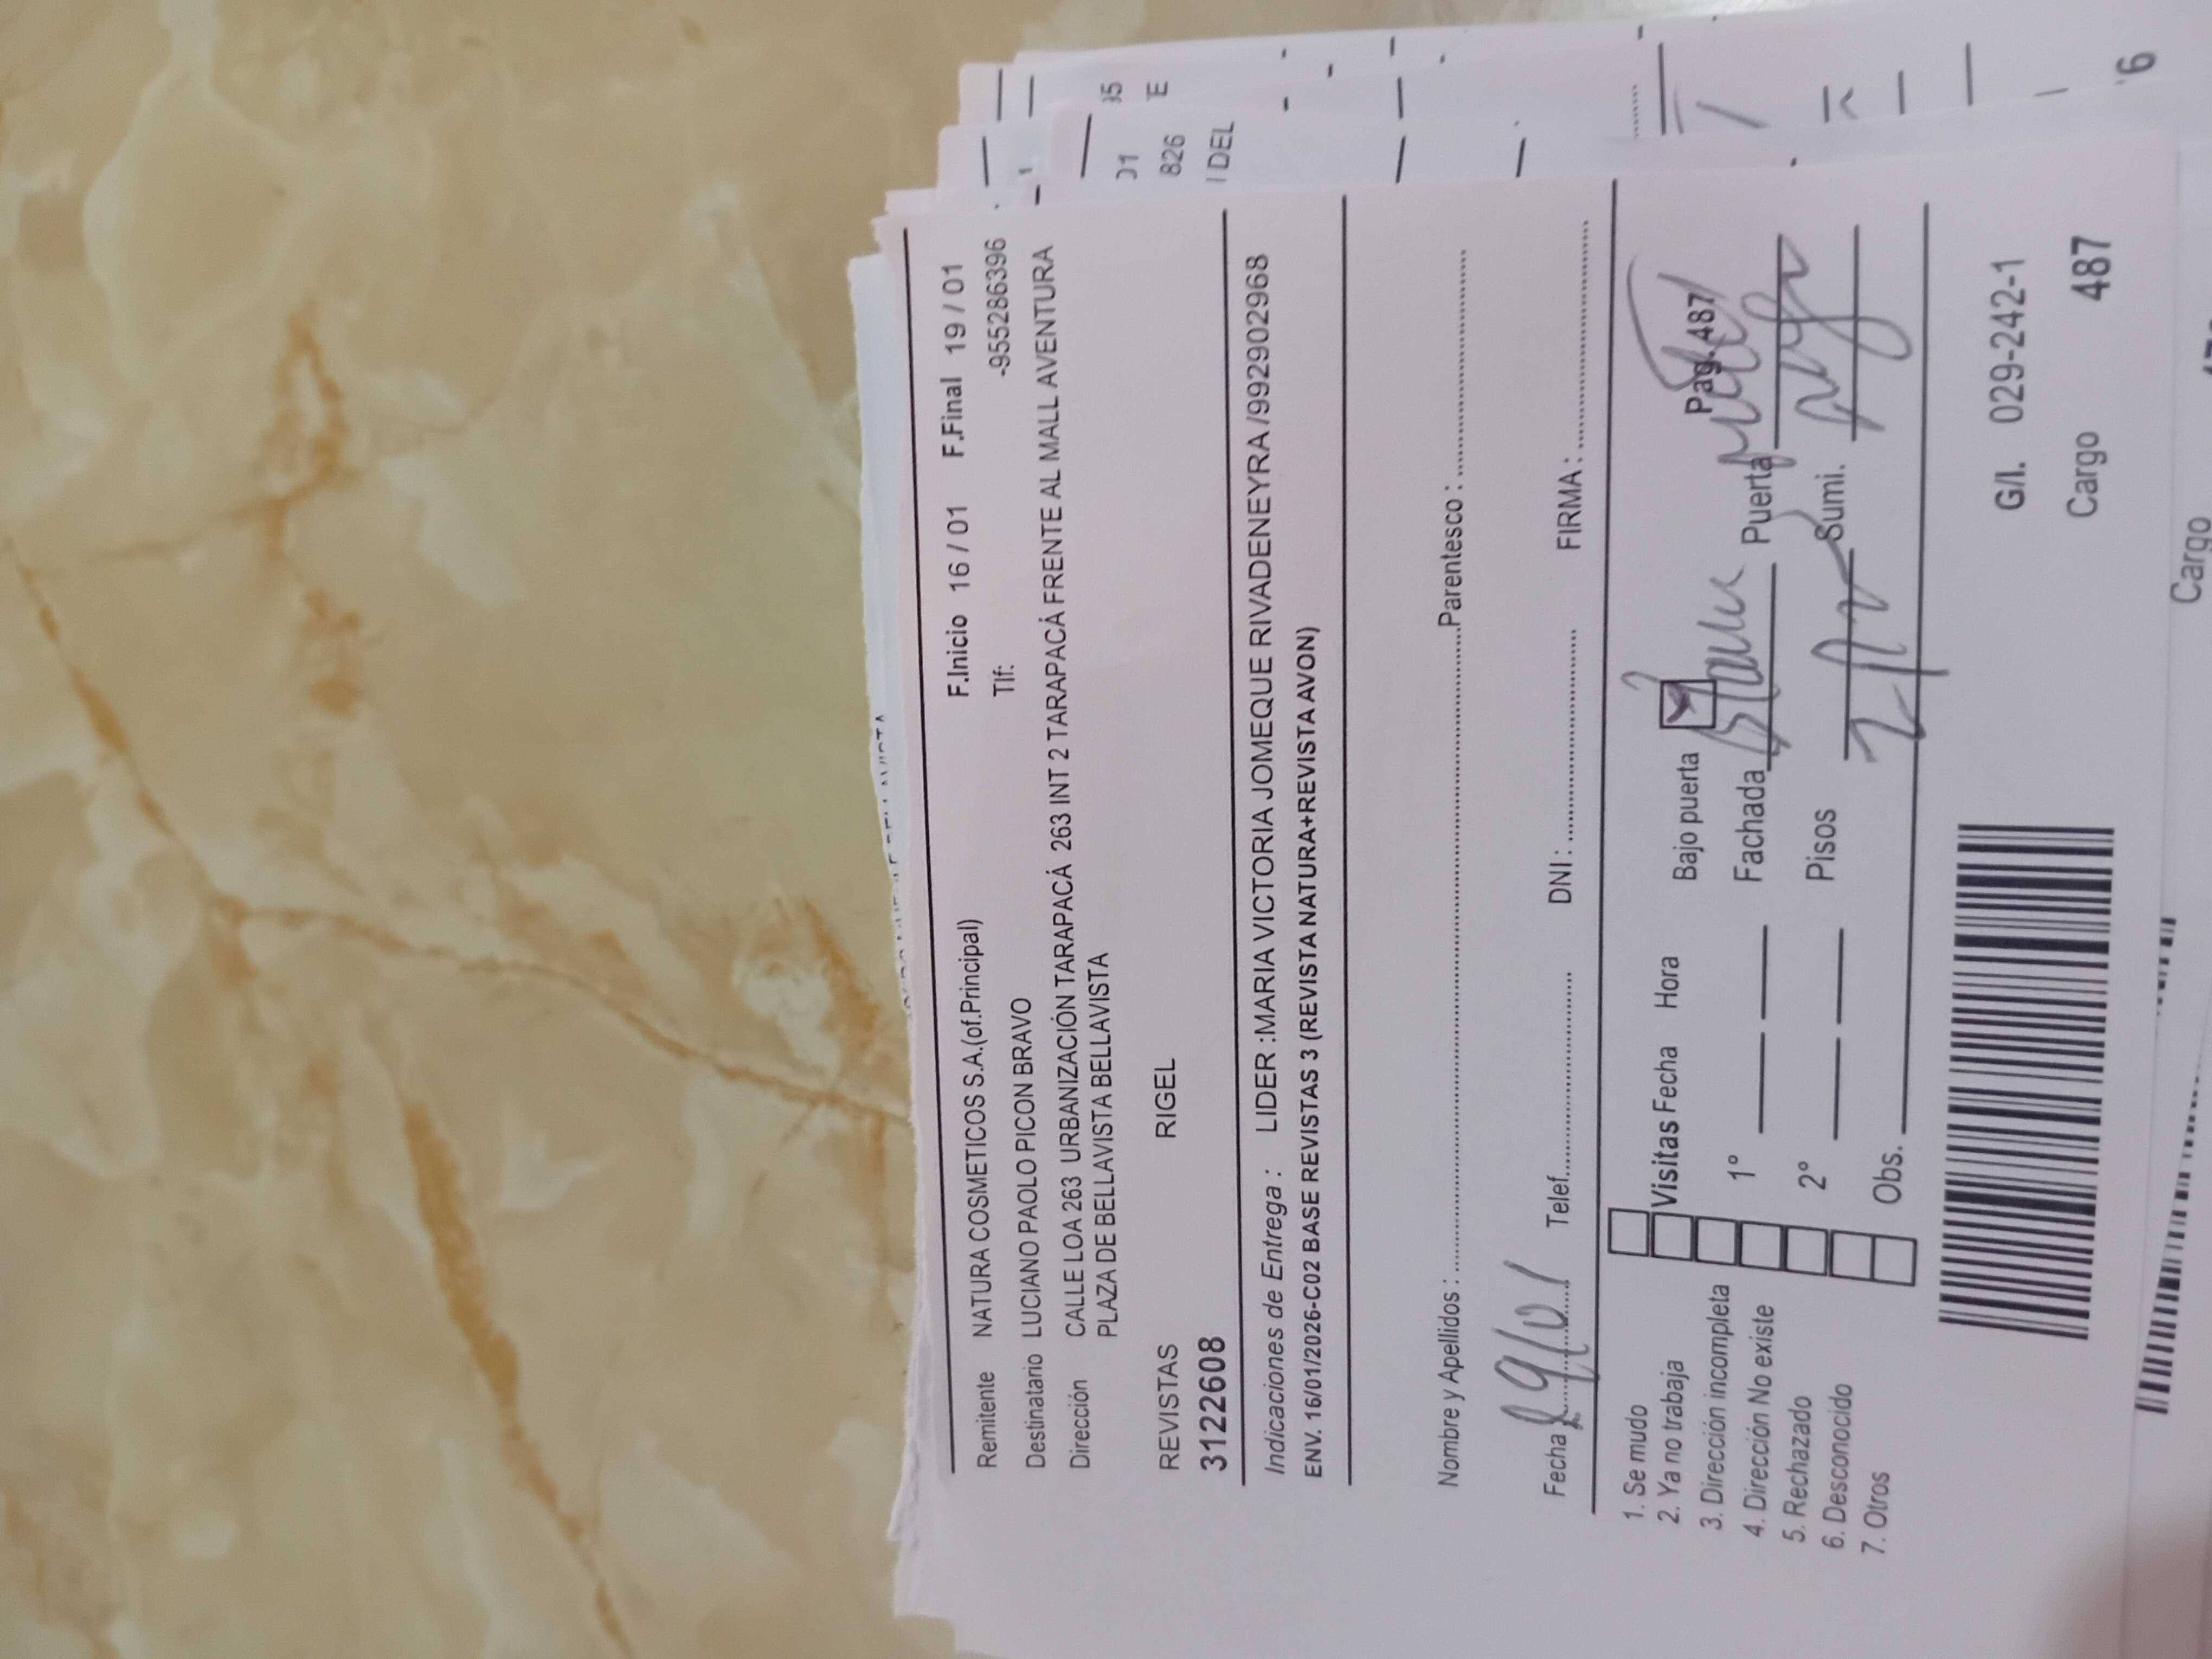 F.Inicio 16 / 01 F.Final 19 / 01
Remitente NATURA COSMETICOS S.A.(of.Principal) Tlf: -955286396
Destinatario LUCIANO PAOLO PICON BRAVO
Dirección CALLE LOA 263 URBANIZACIÓN TARAPACÁ 263 INT 2 TARAPACÁ FRENTE AL MALL AVENTURA
PLAZA DE BELLAVISTA BELLAVISTA
REVISTAS RIGEL
3122608
Indicaciones de Entrega : LIDER :MARIA VICTORIA JOMEQUE RIVADENEYRA /992902968
ENV. 16/01/2026-C02 BASE REVISTAS 3 (REVISTA NATURA+REVISTA AVON)
Nombre y Apellidos : Parentesco :
Fecha Telef. DNI : FIRMA :
1. Se mudo
2. Ya no trabaja Visitas Fecha Hora Bajo puerta Pag. 487
3. Dirección incompleta 1° Fachada Puerta
4. Dirección No existe
5. Rechazado 2° Pisos Sumi.
6. Desconocido
7. Otros Obs.
G/I. 029-242-1
Cargo 487
Cargo
826
DEL